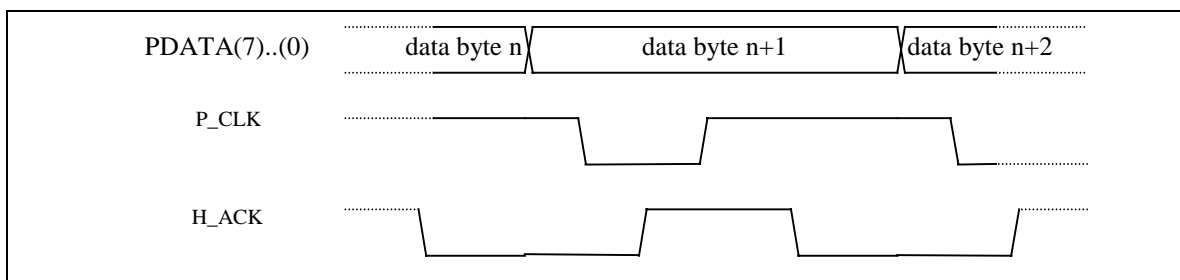 PDATA(7)..(0) data byte n data byte n+1 data byte n+2
P_CLK
H_ACK